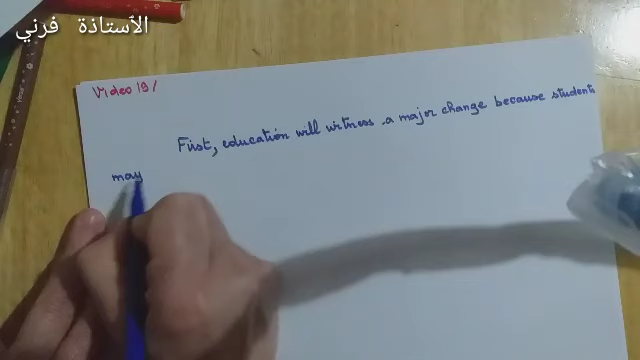 الأستاذة فرني
Video 19/
First, education will witness a major change because students
may